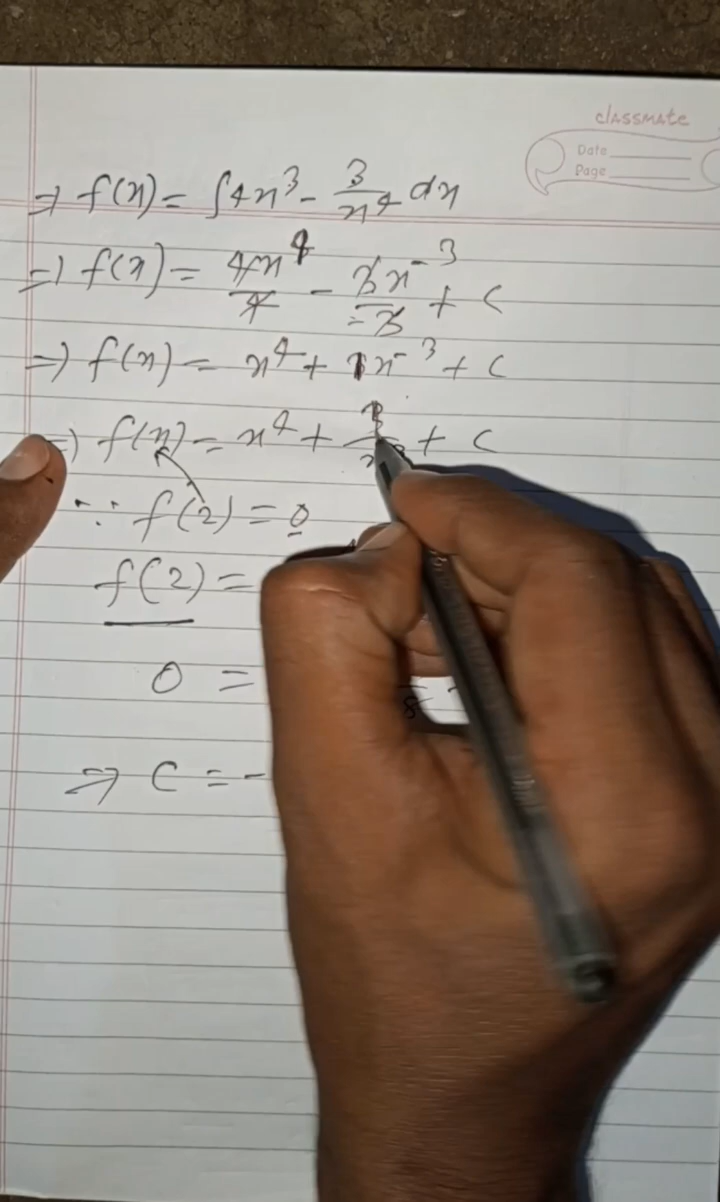 classmate
Date
Page
⇒ f(x) = ∫4x³ - 3/x⁴ dx
⇒ f(x) = 4x⁴/4 - 3x⁻³/-3 + c
⇒ f(x) = x⁴ + 1x⁻³ + c
⇒ f(x) = x⁴ + + c
∵ f(2) = 0
f(2) =
0 =
⇒ c = -